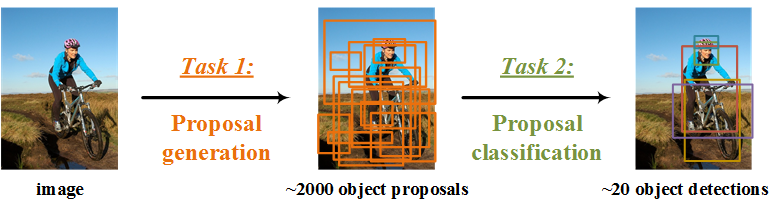 Task 1:
Proposal
generation
Task 2:
Proposal
classification
image
~2000 object proposals
~20 object detections